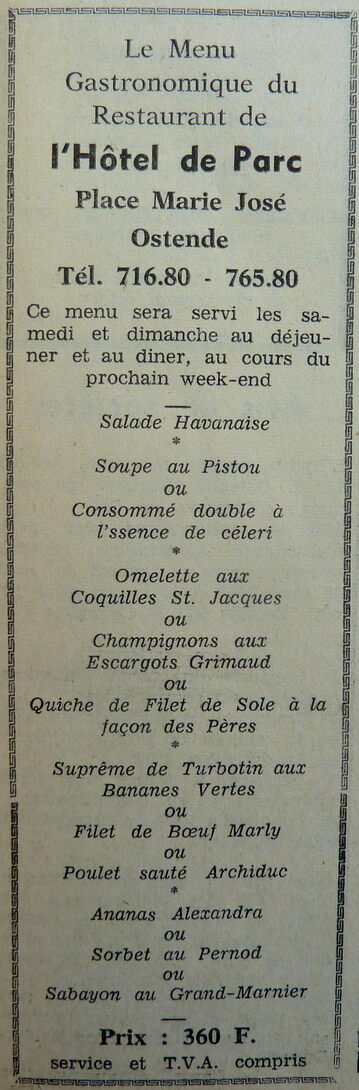 Le Menu
Gastronomique du
Restaurant de
l'Hôtel de Parc
Place Marie José
Ostende
Tél. 716.80 - 765.80
Ce menu sera servi les sa-
medi et dimanche au déjeu-
ner et au diner, au cours du
prochain week-end
Salade Havanaise
*
Soupe au Pistou
ou
Consommé double à
l'ssence de céleri
*
Omelette aux
Coquilles St. Jacques
ou
Champignons aux
Escargots Grimaud
ou
Quiche de Filet de Sole à la
façon des Pères
*
Suprême de Turbotin aux
Bananes Vertes
ou
Filet de Bœuf Marly
ou
Poulet sauté Archiduc
*
Ananas Alexandra
ou
Sorbet au Pernod
ou
Sabayon au Grand-Marnier
Prix : 360 F.
service et T.V.A. compris